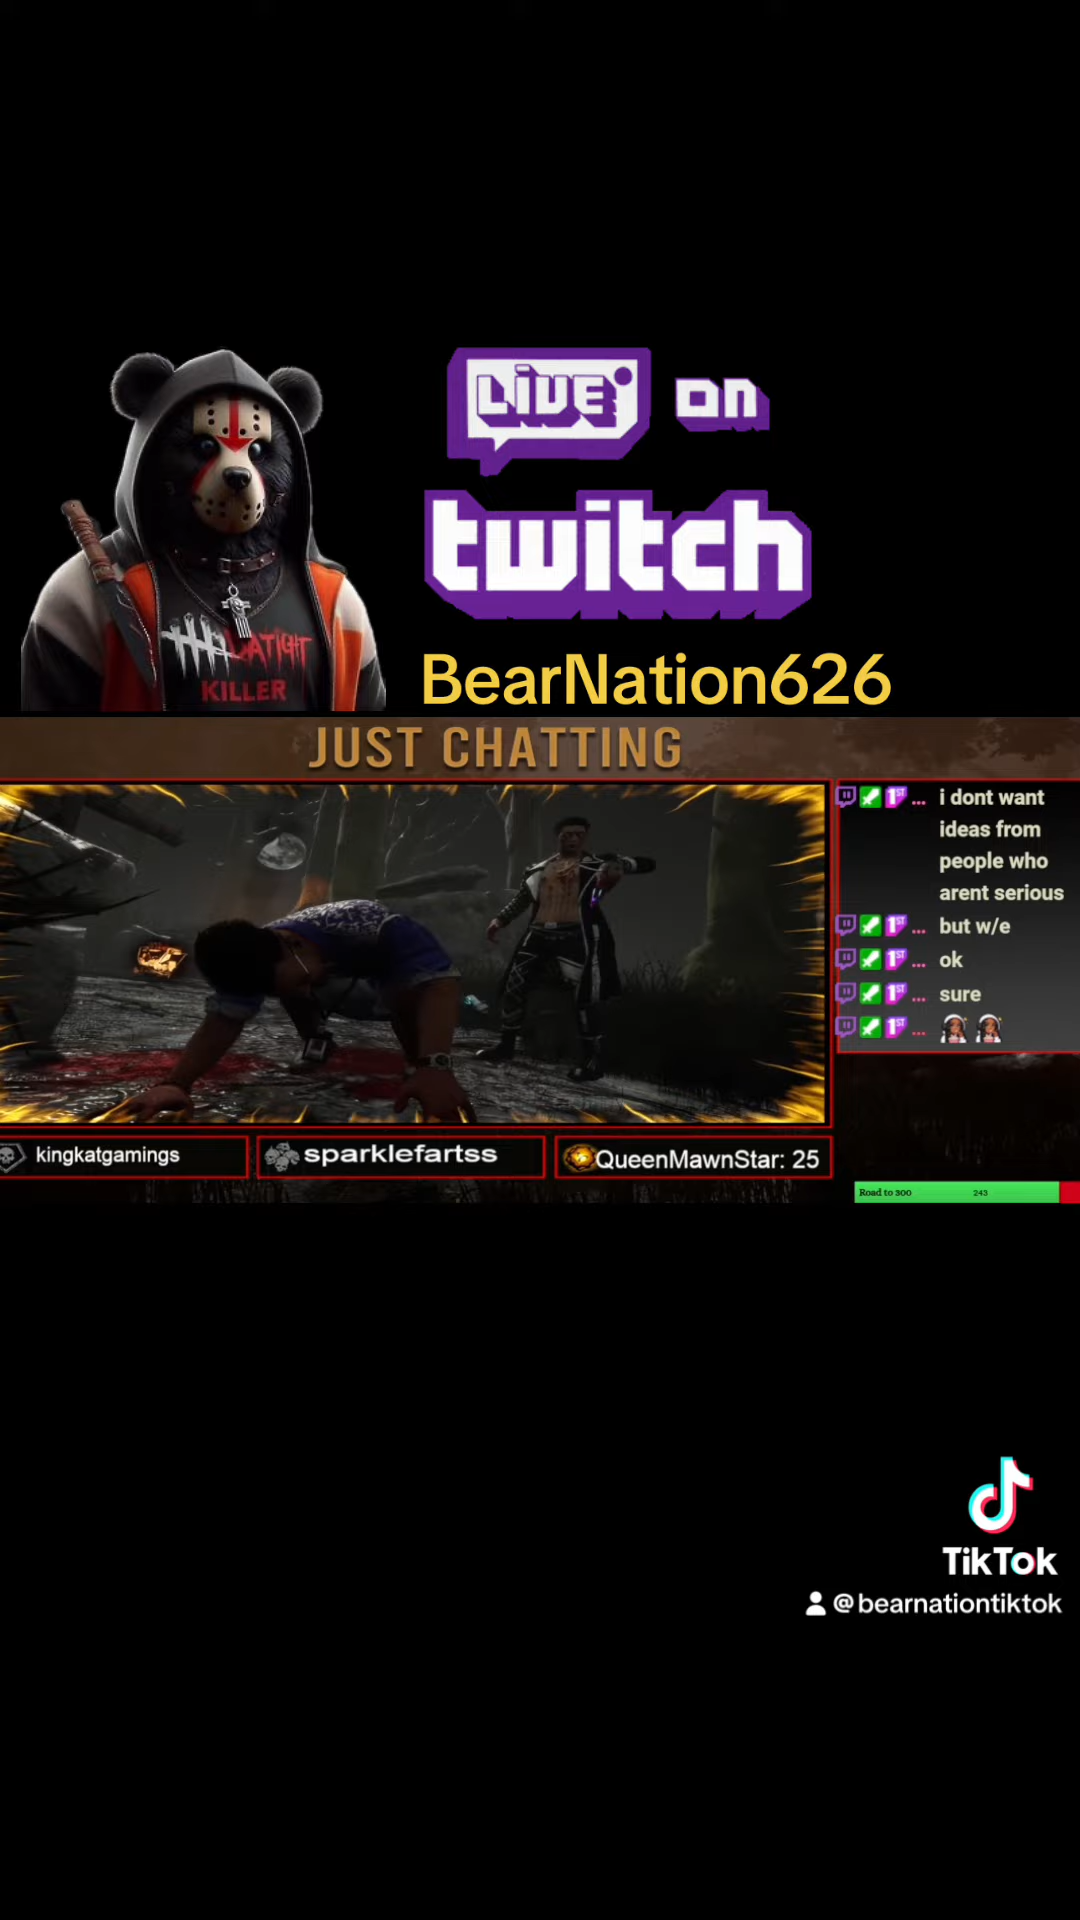 LIVE on
twitch
BearNation626
KILLER
JUST CHATTING
i dont want
ideas from
people who
arent serious
but w/e
ok
sure
kingkatgamings
sparklefartss
QueenMawnStar: 25
Road to 300 243
TikTok
@bearnationtiktok